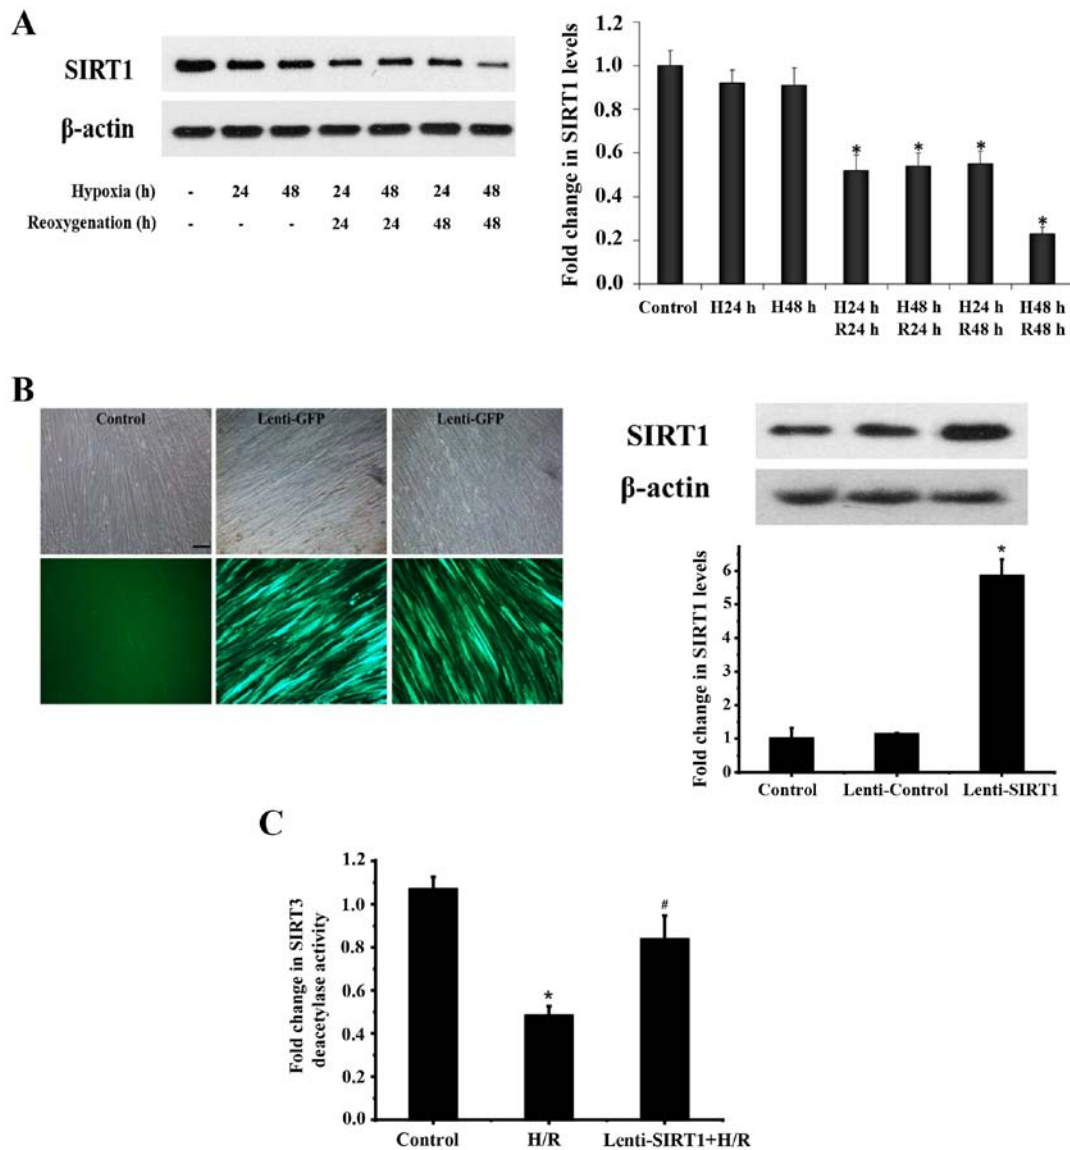 A
SIRT1
β-actin
Hypoxia (h) - 24 48 24 48 24 48
Reoxygenation (h) - - - 24 24 48 48
Fold change in SIRT1 levels
1.2
1.0
0.8
0.6
0.4
0.2
0.0
* * * *
Control H24 h H48 h H24 h H48 h H24 h H48 h
R24 h R24 h R48 h R48 h
B
Control Lenti-GFP Lenti-GFP
SIRT1
β-actin
Fold change in SIRT1 levels
6
5
4
2
1
0
*
Control Lenti-Control Lenti-SIRT1
C
Fold change in SIRT3
deacetylase activity
1.2
1.0
0.8
0.6
0.4
0.2
0.0
* #
Control H/R Lenti-SIRT1+H/R